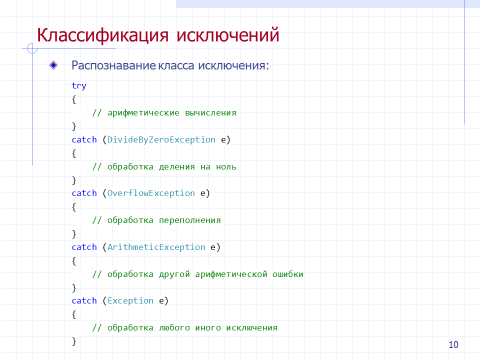 Классификация исключений
Распознавание класса исключения:
try
{
// арифметические вычисления
}
catch (DivideByZeroException e)
{
// обработка деления на ноль
}
catch (OverflowException e)
{
// обработка переполнения
}
catch (ArithmeticException e)
{
// обработка другой арифметической ошибки
}
catch (Exception e)
{
// обработка любого иного исключения
}
10